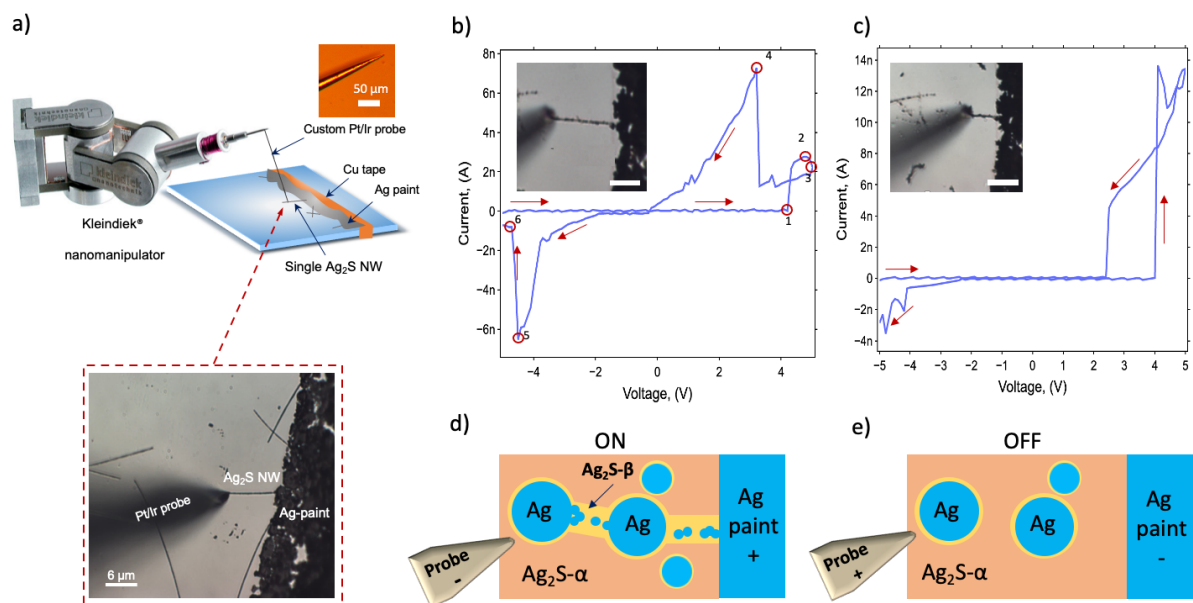 a)
50 µm
Custom Pt/Ir probe
Cu tape
Ag paint
Kleindiek®
nanomanipulator
Single Ag₂S NW
Ag₂S NW
Pt/Ir probe
Ag-paint
6 µm
b)
8n
6n
4n
2n
0
−2n
−4n
−6n
Current, (A)
−4
−2
0
2
4
Voltage, (V)
4
2
3
1
6
5
c)
14n
12n
10n
8n
6n
4n
2n
0
−2n
−4n
Current, (A)
−5
−4
−3
−2
−1
0
1
2
3
4
5
Voltage, (V)
d)
ON
Ag₂S-β
Ag
Ag
Ag
paint
+
Probe
-
Ag₂S-α
e)
OFF
Ag
Ag
Ag
paint
-
Probe
+
Ag₂S-α